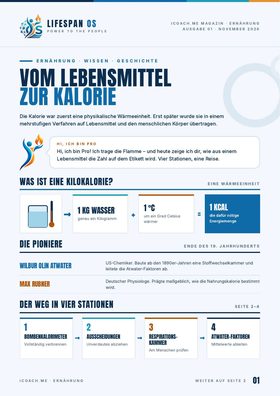 LIFESPAN OS
POWER TO THE PEOPLE
ICOACH.ME MAGAZIN · ERNÄHRUNG
AUSGABE 01 · NOVEMBER 2026
ERNÄHRUNG · WISSEN · GESCHICHTE
VOM LEBENSMITTEL
ZUR KALORIE
Die Kalorie war zuerst eine physikalische Wärmeeinheit. Erst später wurde sie in einem
mehrstufigen Verfahren auf Lebensmittel und den menschlichen Körper übertragen.
HI, ICH BIN PRO
Hi, ich bin Pro! Ich trage die Flamme – und heute zeige ich dir, wie aus einem
Lebensmittel die Zahl auf dem Etikett wird. Vier Stationen, eine Reise.
WAS IST EINE KILOKALORIE?
EINE WÄRMEEINHEIT
1 KG WASSER
genau ein Kilogramm
+
1 °C
um ein Grad Celsius
wärmer
=
1 KCAL
die dafür nötige
Energiemenge
DIE PIONIERE
ENDE DES 19. JAHRHUNDERTS
WILBUR OLIN ATWATER
US-Chemiker. Baute ab den 1890er-Jahren eine Stoffwechselkammer und
leitete die Atwater-Faktoren ab.
MAX RUBNER
Deutscher Physiologe. Prägte maßgeblich, wie die Nahrungskalorie bestimmt
wird.
DER WEG IN VIER STATIONEN
SEITE 2–4
1
BOMBENKALORIMETER
Vollständig verbrennen
2
AUSSCHEIDUNGEN
Unverdautes abziehen
3
RESPIRATIONS-
KAMMER
Am Menschen prüfen
4
ATWATER-FAKTOREN
Mittelwerte ableiten
ICOACH.ME · ERNÄHRUNG
WEITER AUF SEITE 2
01